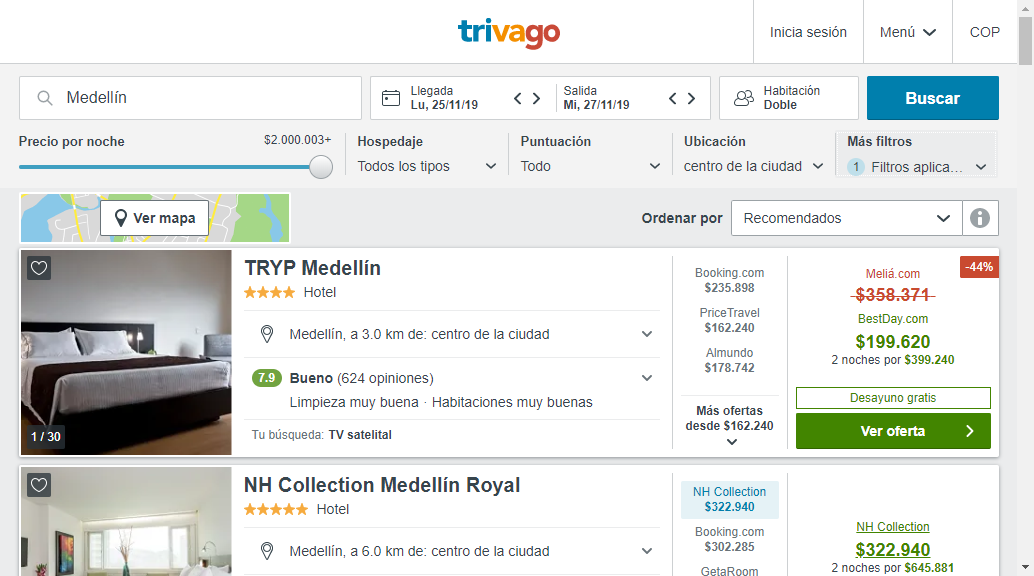 trivago
Inicia sesión
Menú
COP
Medellín
Llegada
Lu, 25/11/19
Salida
Mi, 27/11/19
Habitación
Doble
Buscar
Precio por noche
$2.000.003+
Hospedaje
Todos los tipos
Puntuación
Todo
Ubicación
centro de la ciudad
Más filtros
1 Filtros aplica...
Ver mapa
Ordenar por
Recomendados
1 / 30
TRYP Medellín
Hotel
Medellín, a 3.0 km de: centro de la ciudad
7.9 Bueno (624 opiniones)
Limpieza muy buena · Habitaciones muy buenas
Tu búsqueda: TV satelital
Booking.com
$235.898
PriceTravel
$162.240
Almundo
$178.742
Más ofertas
desde $162.240
-44%
Meliá.com
$358.371
BestDay.com
$199.620
2 noches por $399.240
Desayuno gratis
Ver oferta
NH Collection Medellín Royal
Hotel
Medellín, a 6.0 km de: centro de la ciudad
NH Collection
$322.940
Booking.com
$302.285
GetaRoom
NH Collection
$322.940
2 noches por $645.881